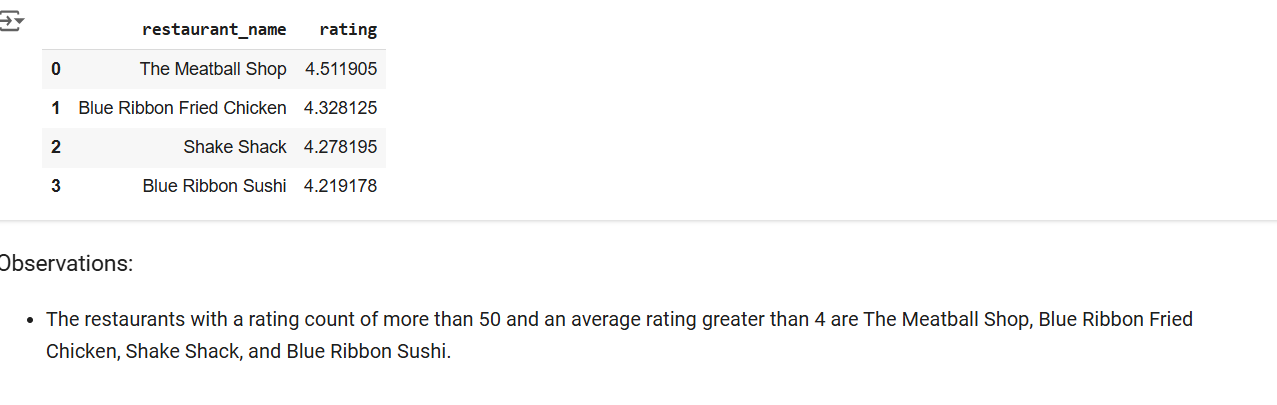 restaurant_name rating
0 The Meatball Shop 4.511905
1 Blue Ribbon Fried Chicken 4.328125
2 Shake Shack 4.278195
3 Blue Ribbon Sushi 4.219178
Observations:
• The restaurants with a rating count of more than 50 and an average rating greater than 4 are The Meatball Shop, Blue Ribbon Fried
Chicken, Shake Shack, and Blue Ribbon Sushi.